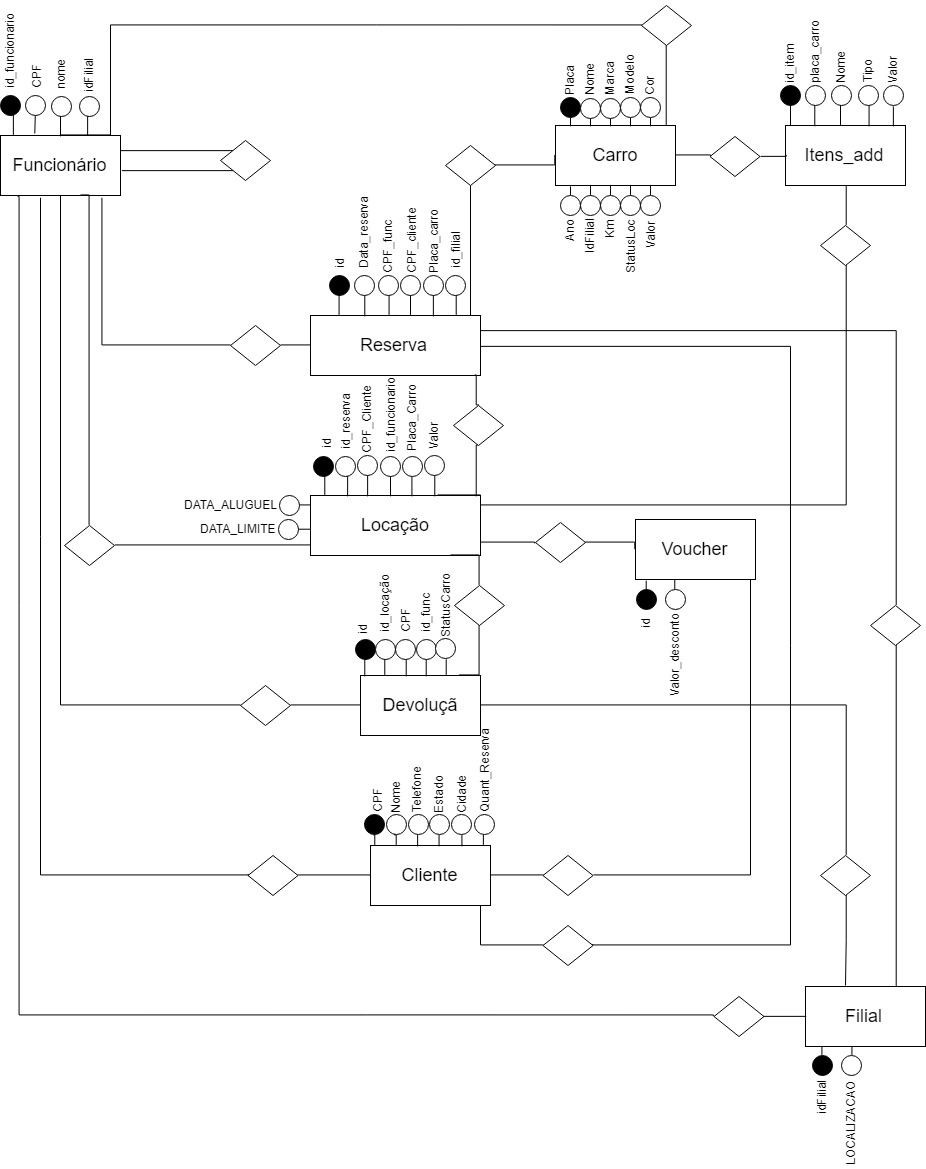 id_funcionario
CPF
nome
idFilial
Funcionário
Placa
Nome
Marca
Modelo
Cor
Carro
Ano
IdFilial
Km
StatusLoc
Valor
id_item
placa_carro
Nome
Tipo
Valor
Itens_add
id
Data_reserva
CPF_func
CPF_cliente
Placa_carro
id_filial
Reserva
id
id_reserva
CPF_Cliente
id_funcionario
Placa_Carro
Valor
DATA_ALUGUEL
DATA_LIMITE
Locação
Voucher
id
Valor_desconto
id
id_locação
CPF
id_func
StatusCarro
Devoluçã
CPF
Nome
Telefone
Estado
Cidade
Quant_Reserva
Cliente
Filial
idFilial
LOCALIZACAO